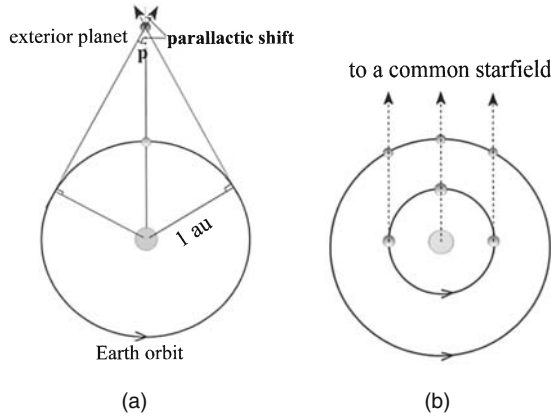 exterior planet
parallactic shift
p
1 au
Earth orbit
(a)
to a common starfield
(b)